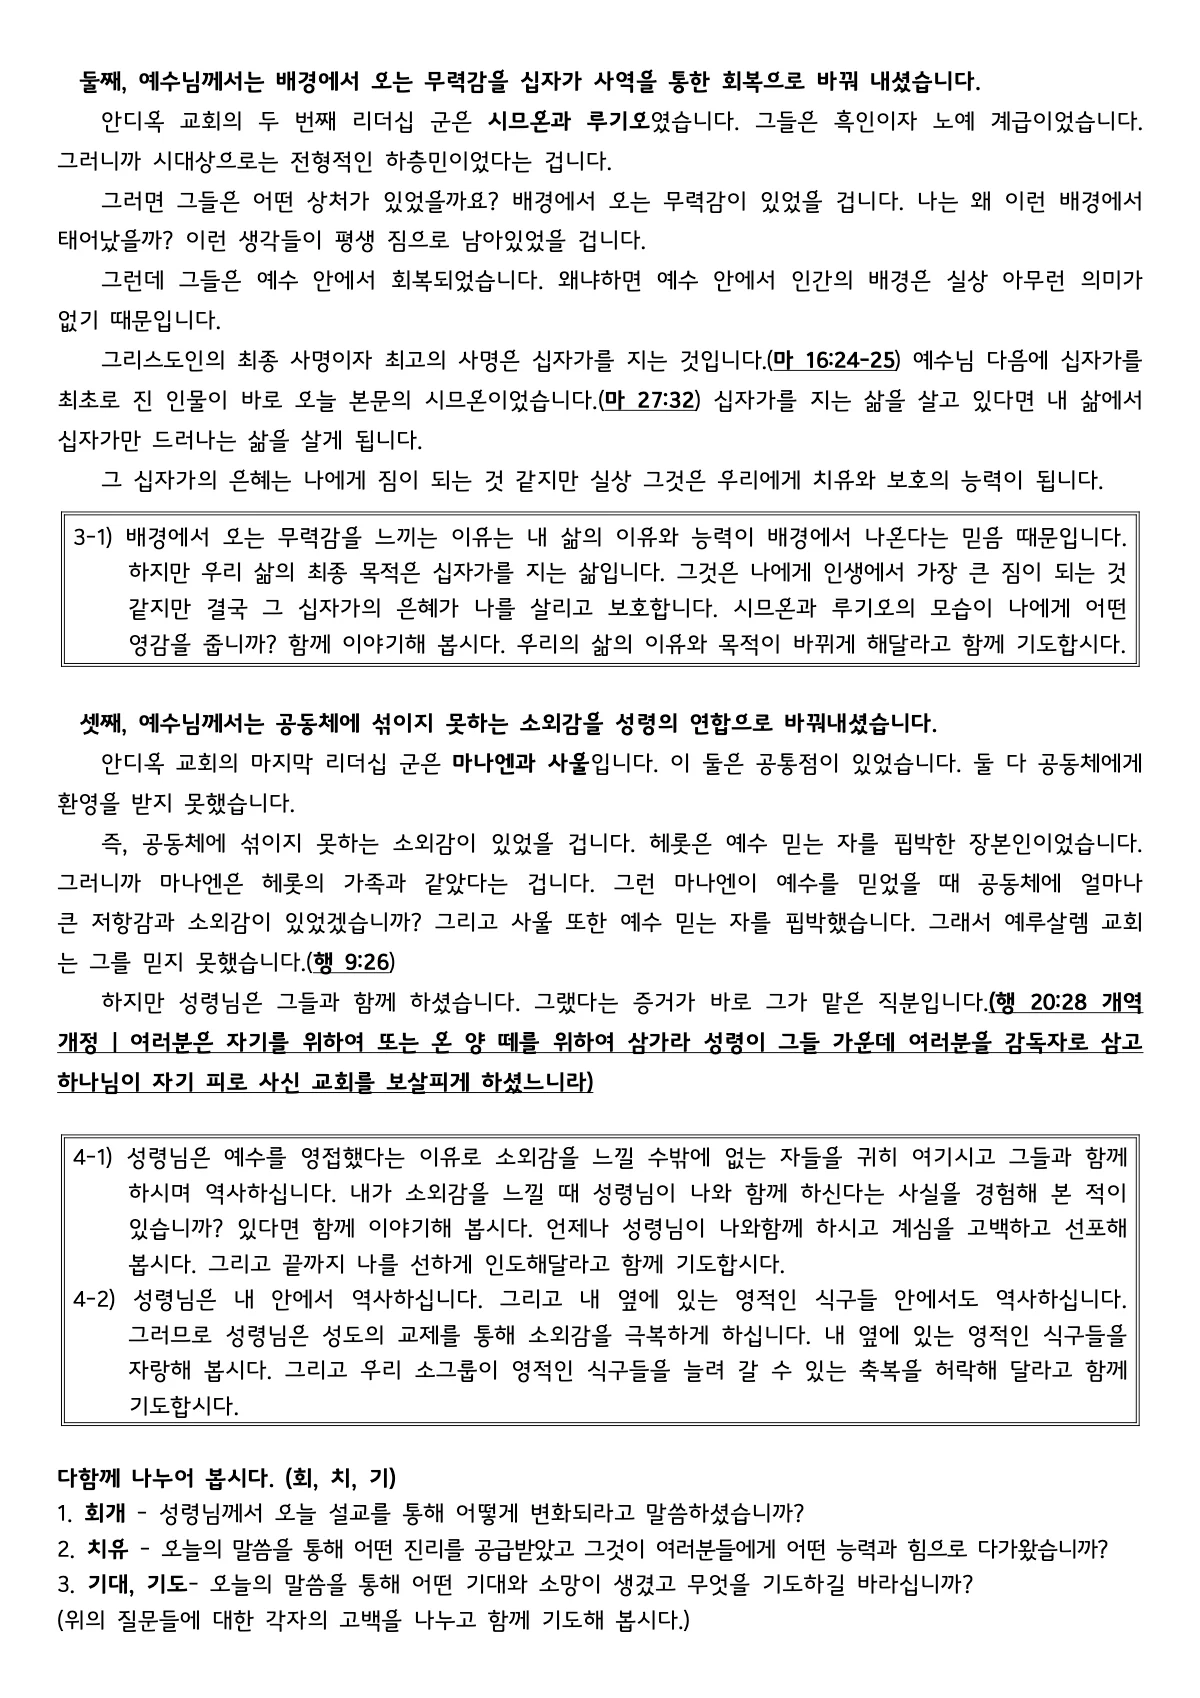 둘째, 예수님께서는 배경에서 오는 무력감을 십자가 사역을 통한 회복으로 바꿔 내셨습니다.
안디옥 교회의 두 번째 리더십 군은 시므온과 루기오였습니다. 그들은 흑인이자 노예 계급이었습니다.
그러니까 시대상으로는 전형적인 하층민이었다는 겁니다.
그러면 그들은 어떤 상처가 있었을까요? 배경에서 오는 무력감이 있었을 겁니다. 나는 왜 이런 배경에서
태어났을까? 이런 생각들이 평생 짐으로 남아있었을 겁니다.
그런데 그들은 예수 안에서 회복되었습니다. 왜냐하면 예수 안에서 인간의 배경은 실상 아무런 의미가
없기 때문입니다.
그리스도인의 최종 사명이자 최고의 사명은 십자가를 지는 것입니다.(마 16:24-25) 예수님 다음에 십자가를
최초로 진 인물이 바로 오늘 본문의 시므온이었습니다.(마 27:32) 십자가를 지는 삶을 살고 있다면 내 삶에서
십자가만 드러나는 삶을 살게 됩니다.
그 십자가의 은혜는 나에게 짐이 되는 것 같지만 실상 그것은 우리에게 치유와 보호의 능력이 됩니다.
3-1) 배경에서 오는 무력감을 느끼는 이유는 내 삶의 이유와 능력이 배경에서 나온다는 믿음 때문입니다.
하지만 우리 삶의 최종 목적은 십자가를 지는 삶입니다. 그것은 나에게 인생에서 가장 큰 짐이 되는 것
같지만 결국 그 십자가의 은혜가 나를 살리고 보호합니다. 시므온과 루기오의 모습이 나에게 어떤
영감을 줍니까? 함께 이야기해 봅시다. 우리의 삶의 이유와 목적이 바뀌게 해달라고 함께 기도합시다.
셋째, 예수님께서는 공동체에 섞이지 못하는 소외감을 성령의 연합으로 바꿔내셨습니다.
안디옥 교회의 마지막 리더십 군은 마나엔과 사울입니다. 이 둘은 공통점이 있었습니다. 둘 다 공동체에게
환영을 받지 못했습니다.
즉, 공동체에 섞이지 못하는 소외감이 있었을 겁니다. 헤롯은 예수 믿는 자를 핍박한 장본인이었습니다.
그러니까 마나엔은 헤롯의 가족과 같았다는 겁니다. 그런 마나엔이 예수를 믿었을 때 공동체에 얼마나
큰 저항감과 소외감이 있었겠습니까? 그리고 사울 또한 예수 믿는 자를 핍박했습니다. 그래서 예루살렘 교회
는 그를 믿지 못했습니다.(행 9:26)
하지만 성령님은 그들과 함께 하셨습니다. 그랬다는 증거가 바로 그가 맡은 직분입니다.(행 20:28 개역
개정 | 여러분은 자기를 위하여 또는 온 양 떼를 위하여 삼가라 성령이 그들 가운데 여러분을 감독자로 삼고
하나님이 자기 피로 사신 교회를 보살피게 하셨느니라)
4-1) 성령님은 예수를 영접했다는 이유로 소외감을 느낄 수밖에 없는 자들을 귀히 여기시고 그들과 함께
하시며 역사하십니다. 내가 소외감을 느낄 때 성령님이 나와 함께 하신다는 사실을 경험해 본 적이
있습니까? 있다면 함께 이야기해 봅시다. 언제나 성령님이 나와함께 하시고 계심을 고백하고 선포해
봅시다. 그리고 끝까지 나를 선하게 인도해달라고 함께 기도합시다.
4-2) 성령님은 내 안에서 역사하십니다. 그리고 내 옆에 있는 영적인 식구들 안에서도 역사하십니다.
그러므로 성령님은 성도의 교제를 통해 소외감을 극복하게 하십니다. 내 옆에 있는 영적인 식구들을
자랑해 봅시다. 그리고 우리 소그룹이 영적인 식구들을 늘려 갈 수 있는 축복을 허락해 달라고 함께
기도합시다.
다함께 나누어 봅시다. (회, 치, 기)
1. 회개 - 성령님께서 오늘 설교를 통해 어떻게 변화되라고 말씀하셨습니까?
2. 치유 - 오늘의 말씀을 통해 어떤 진리를 공급받았고 그것이 여러분들에게 어떤 능력과 힘으로 다가왔습니까?
3. 기대, 기도- 오늘의 말씀을 통해 어떤 기대와 소망이 생겼고 무엇을 기도하길 바라십니까?
(위의 질문들에 대한 각자의 고백을 나누고 함께 기도해 봅시다.)